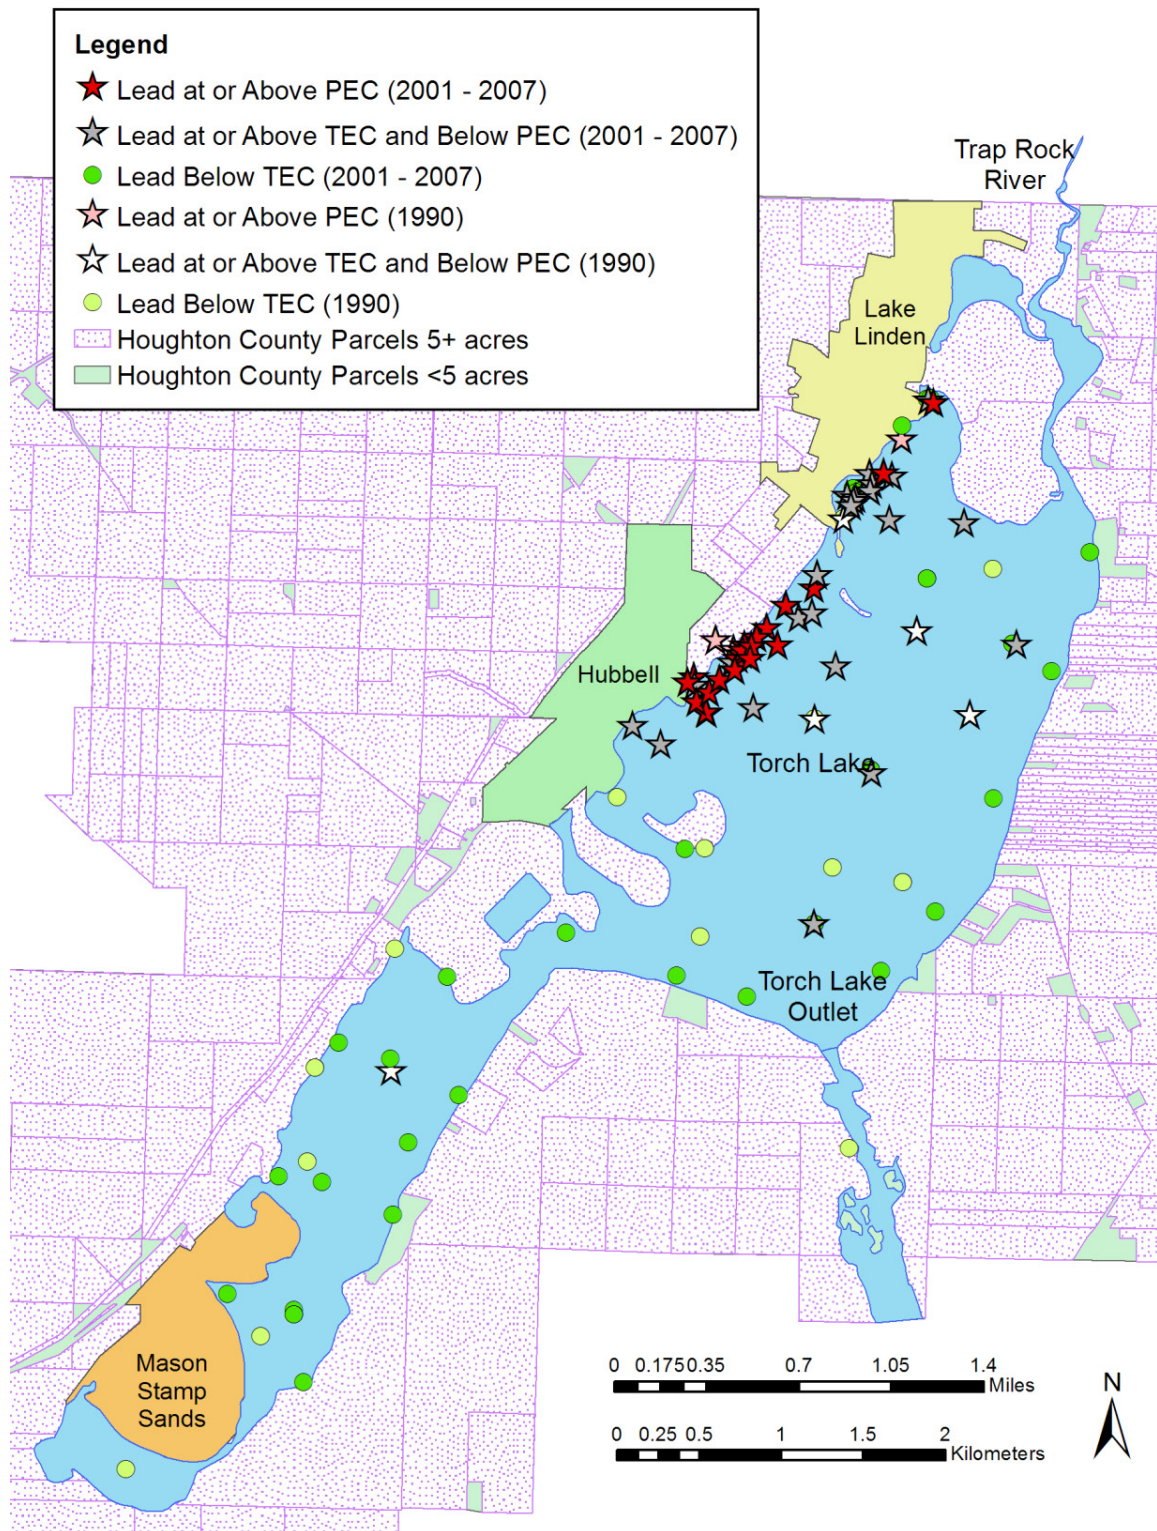 Legend
Lead at or Above PEC (2001 - 2007)
Lead at or Above TEC and Below PEC (2001 - 2007)
Lead Below TEC (2001 - 2007)
Lead at or Above PEC (1990)
Lead at or Above TEC and Below PEC (1990)
Lead Below TEC (1990)
Houghton County Parcels 5+ acres
Houghton County Parcels <5 acres
Trap Rock
River
Lake
Linden
Hubbell
Torch Lake
Torch Lake
Outlet
Mason
Stamp
Sands
0 0.175 0.35 0.7 1.05 1.4
Miles
0 0.25 0.5 1 1.5 2
Kilometers
N